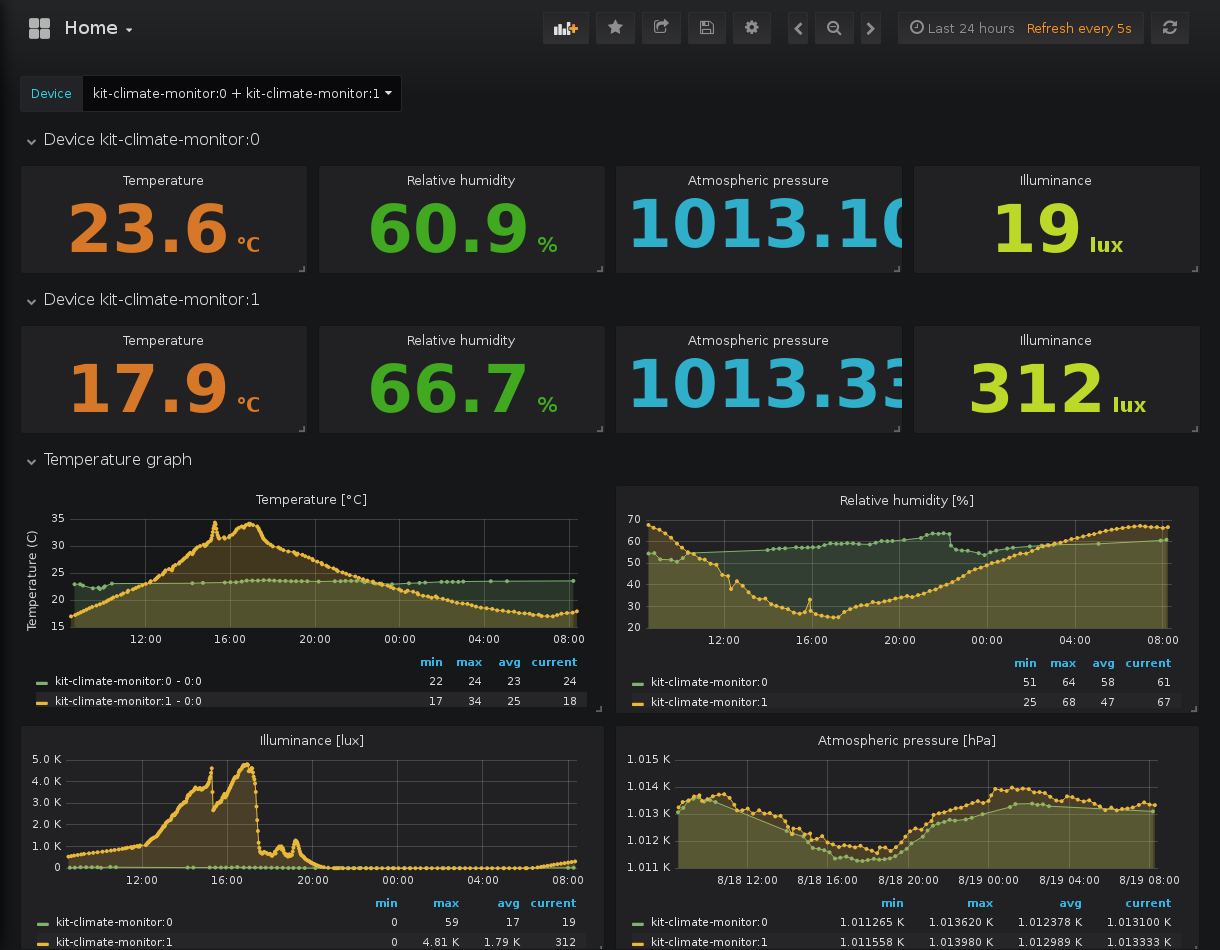 Home
Last 24 hours Refresh every 5s
Device kit-climate-monitor:0 + kit-climate-monitor:1
Device kit-climate-monitor:0
Temperature Relative humidity Atmospheric pressure Illuminance
23.6 °C 60.9 % 1013.10 19 lux
Device kit-climate-monitor:1
Temperature Relative humidity Atmospheric pressure Illuminance
17.9 °C 66.7 % 1013.33 312 lux
Temperature graph
Temperature [°C]
Temperature (C)
35
30
25
20
15
12:00 16:00 20:00 00:00 04:00 08:00
min max avg current
kit-climate-monitor:0 - 0:0 22 24 23 24
kit-climate-monitor:1 - 0:0 17 34 25 18
Relative humidity [%]
70
60
50
40
30
20
12:00 16:00 20:00 00:00 04:00 08:00
min max avg current
kit-climate-monitor:0 51 64 58 61
kit-climate-monitor:1 25 68 47 67
Illuminance [lux]
5.0 K
4.0 K
3.0 K
2.0 K
1.0 K
0
12:00 16:00 20:00 00:00 04:00 08:00
min max avg current
kit-climate-monitor:0 0 59 17 19
kit-climate-monitor:1 0 4.81 K 1.79 K 312
Atmospheric pressure [hPa]
1.015 K
1.014 K
1.013 K
1.012 K
1.011 K
8/18 12:00 8/18 16:00 8/18 20:00 8/19 00:00 8/19 04:00 8/19 08:00
min max avg current
kit-climate-monitor:0 1.011265 K 1.013620 K 1.012378 K 1.013100 K
kit-climate-monitor:1 1.011558 K 1.013980 K 1.012989 K 1.013333 K